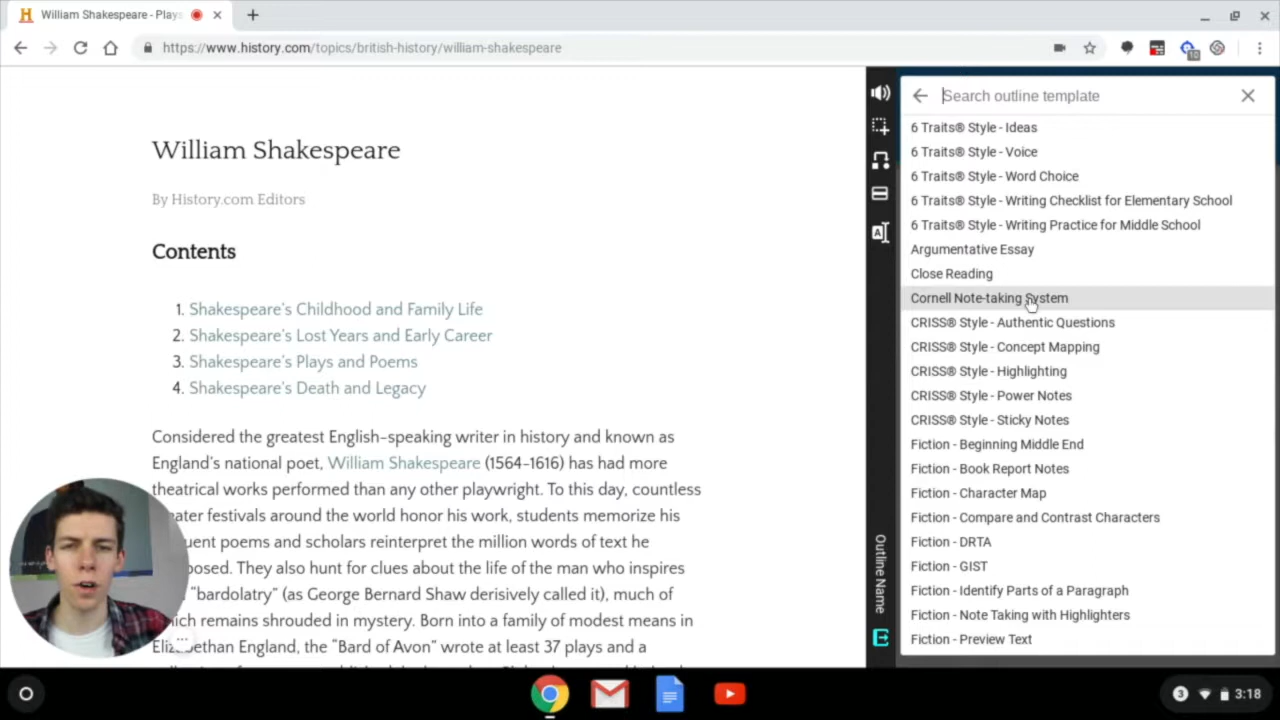 William Shakespeare - Plays
https://www.history.com/topics/british-history/william-shakespeare
10
William Shakespeare
By History.com Editors
Contents
1. Shakespeare's Childhood and Family Life
2. Shakespeare's Lost Years and Early Career
3. Shakespeare's Plays and Poems
4. Shakespeare's Death and Legacy
Considered the greatest English-speaking writer in history and known as
England's national poet, William Shakespeare (1564-1616) has had more
theatrical works performed than any other playwright. To this day, countless
eater festivals around the world honor his work, students memorize his
quent poems and scholars reinterpret the million words of text he
posed. They also hunt for clues about the life of the man who inspires
"bardolatry" (as George Bernard Shaw derisively called it), much of
ich remains shrouded in mystery. Born into a family of modest means in
Elizabethan England, the "Bard of Avon" wrote at least 37 plays and a
A
Outline Name
Search outline template
6 Traits® Style - Ideas
6 Traits® Style - Voice
6 Traits® Style - Word Choice
6 Traits® Style - Writing Checklist for Elementary School
6 Traits® Style - Writing Practice for Middle School
Argumentative Essay
Close Reading
Cornell Note-taking System
CRISS® Style - Authentic Questions
CRISS® Style - Concept Mapping
CRISS® Style - Highlighting
CRISS® Style - Power Notes
CRISS® Style - Sticky Notes
Fiction - Beginning Middle End
Fiction - Book Report Notes
Fiction - Character Map
Fiction - Compare and Contrast Characters
Fiction - DRTA
Fiction - GIST
Fiction - Identify Parts of a Paragraph
Fiction - Note Taking with Highlighters
Fiction - Preview Text
3
3:18